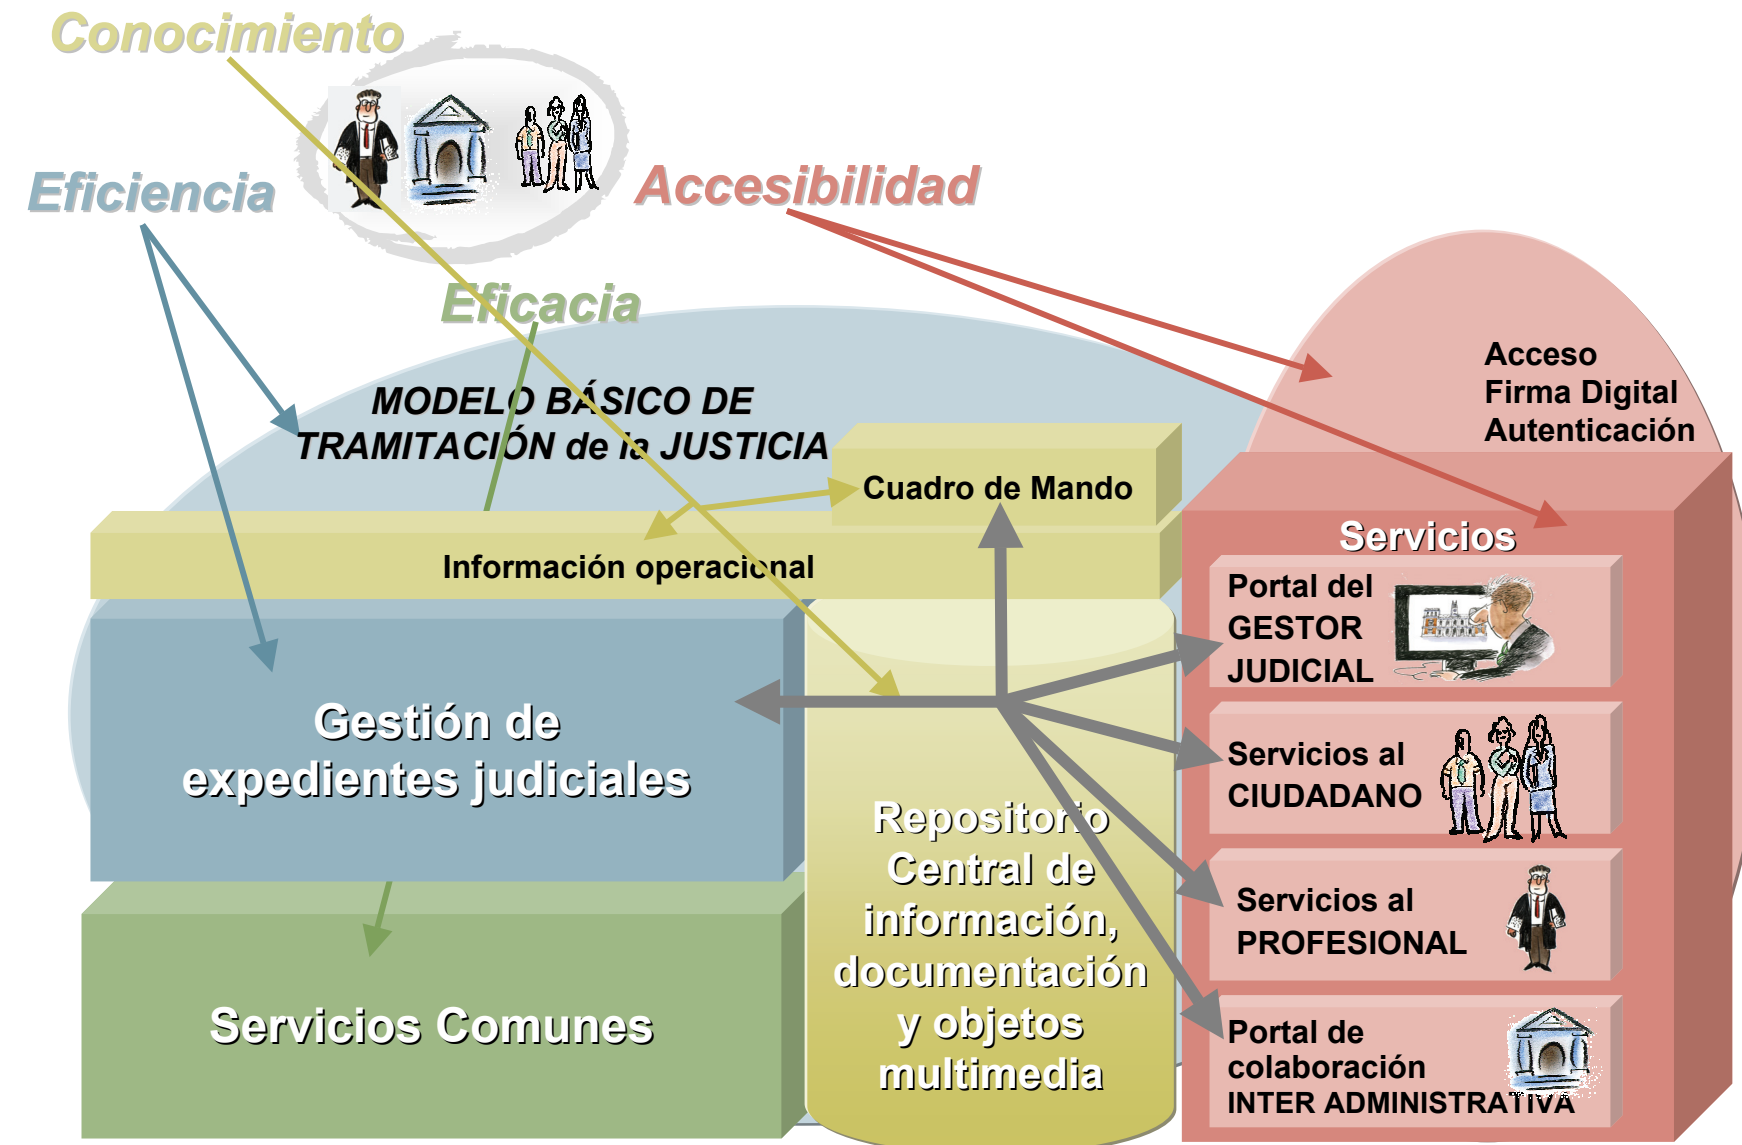 Conocimiento
Eficiencia
Accesibilidad
Eficacia
MODELO BÁSICO DE
TRAMITACIÓN de la JUSTICIA
Acceso
Firma Digital
Autenticación
Cuadro de Mando
Información operacional
Servicios
Portal del
GESTOR
JUDICIAL
Gestión de
expedientes judiciales
Servicios al
CIUDADANO
Repositorio
Central de
información,
documentación
y objetos
multimedia
Servicios al
PROFESIONAL
Servicios Comunes
Portal de
colaboración
INTER ADMINISTRATIVA